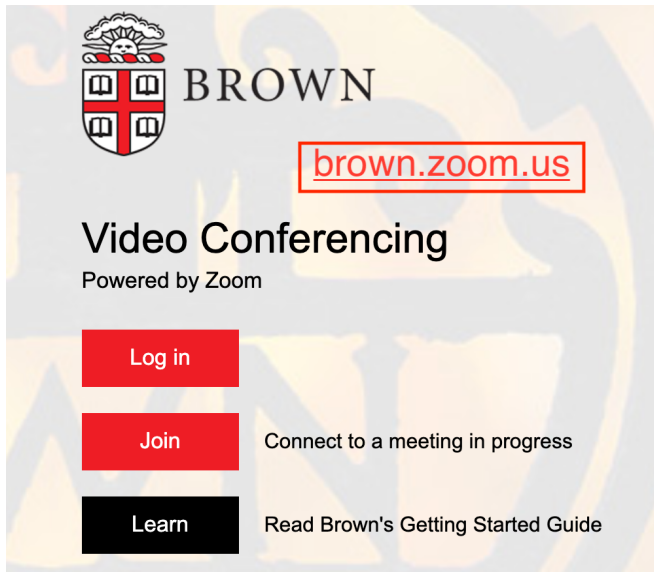 BROWN
brown.zoom.us
Video Conferencing
Powered by Zoom
Log in
Join Connect to a meeting in progress
Learn Read Brown's Getting Started Guide